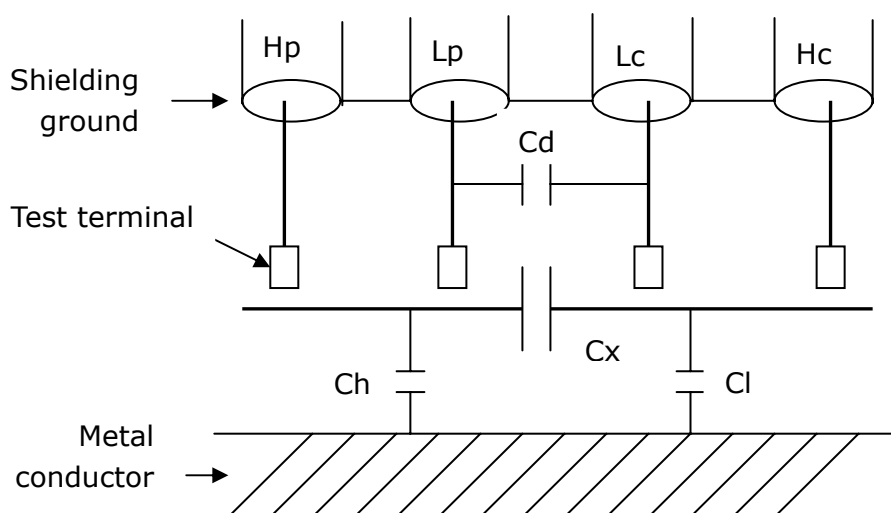 Hp
Lp
Lc
Hc
Shielding
ground
Cd
Test terminal
Cx
Ch
Cl
Metal
conductor